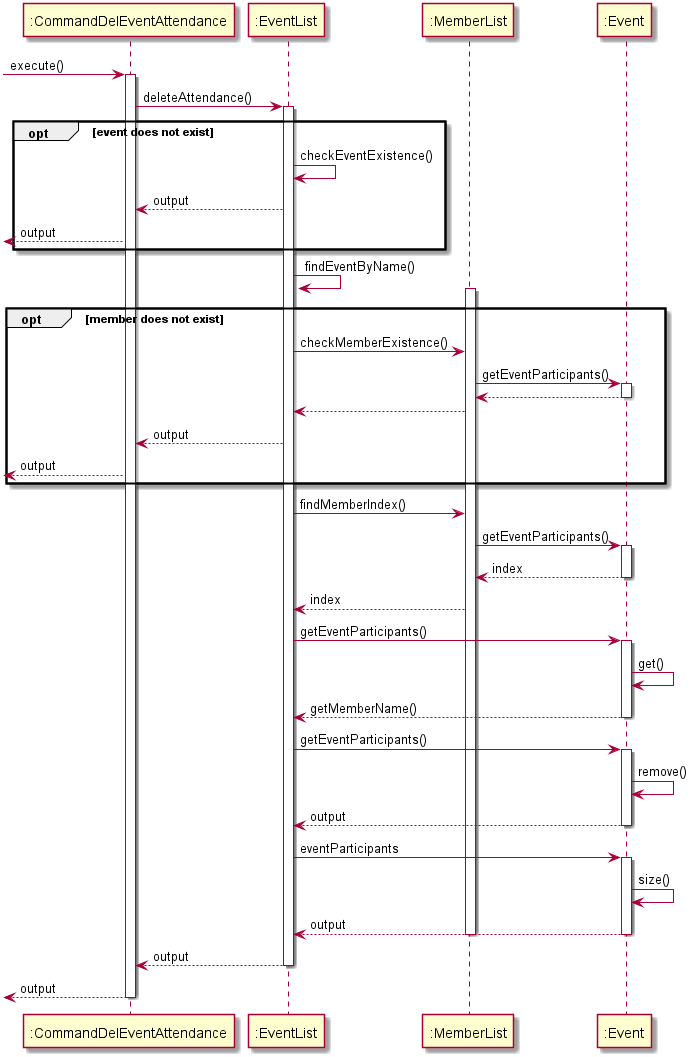 :CommandDelEventAttendance :EventList :MemberList :Event
execute()
deleteAttendance()
opt [event does not exist]
checkEventExistence()
output
output
findEventByName()
opt [member does not exist]
checkMemberExistence()
getEventParticipants()
output
output
findMemberIndex()
getEventParticipants()
index
index
getEventParticipants()
get()
getMemberName()
getEventParticipants()
remove()
output
eventParticipants
size()
output
output
output
:CommandDelEventAttendance :EventList :MemberList :Event